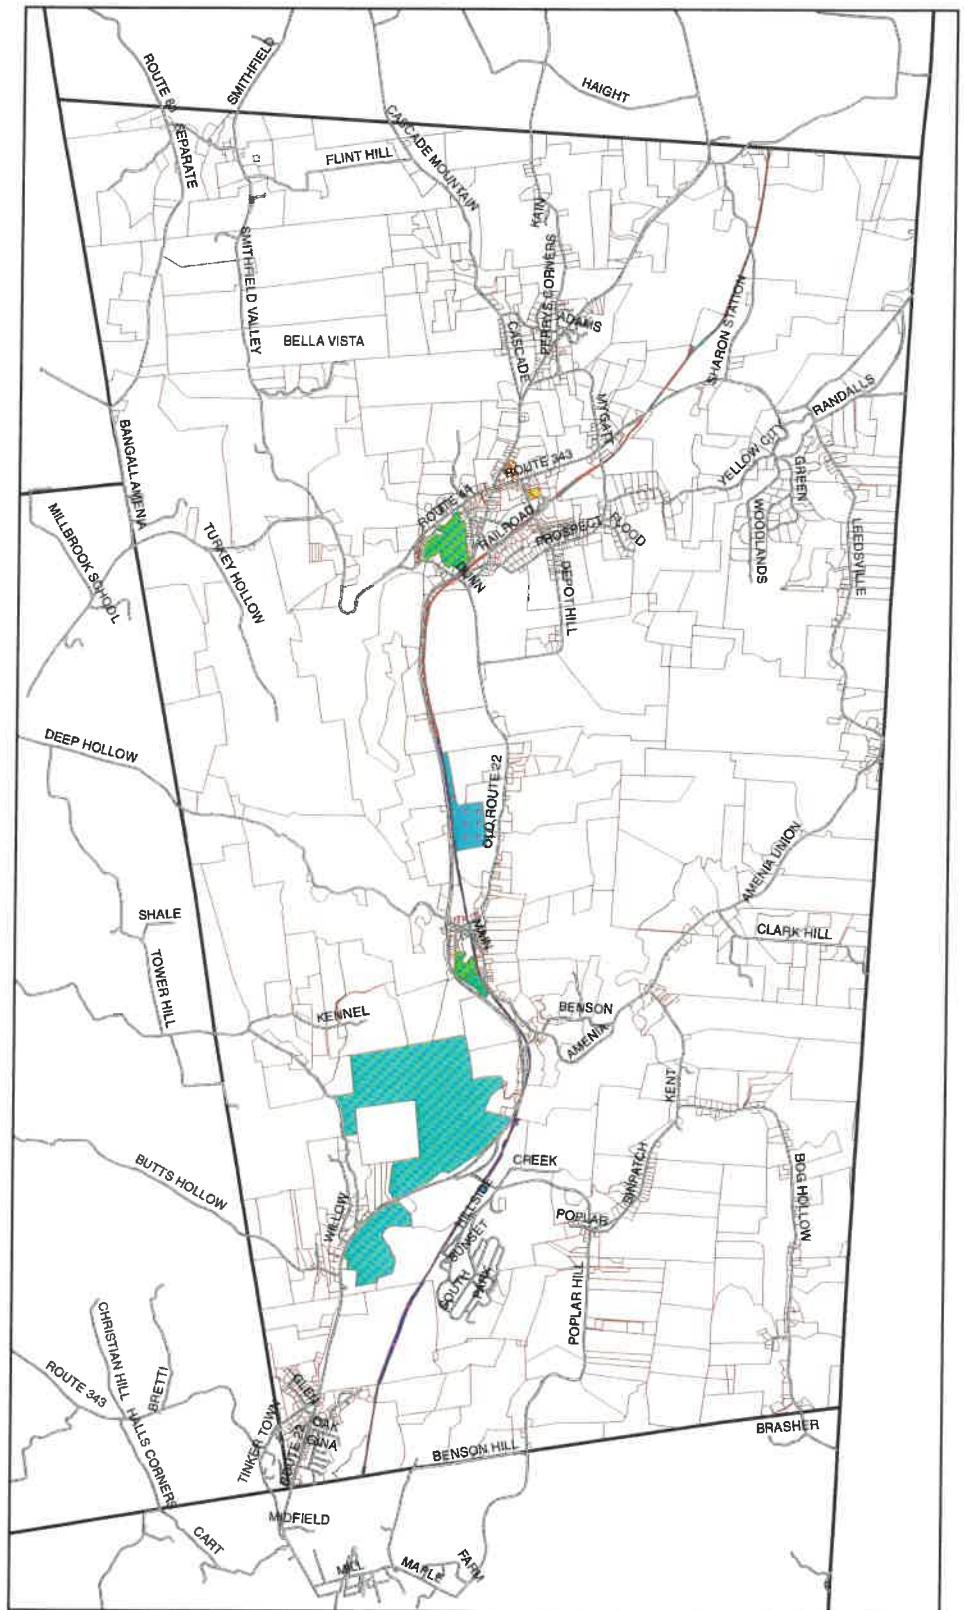 HAIGHT
SMITHFIELD
ROUTE 83
SEPARATE
CASCADE MOUNTAIN
FLINT HILL
KAIN
SMITHFIELD VALLEY
PERRYS CORNERS
ADAMS
BELLA VISTA
CASCADE
SHARON STATION
MYGATT
RANDALLS
BANGALL AMENIA
YELLOW CITY
GREEN
ROUTE 343
ROUTE 44
MILLBROOK SCHOOL
TURKEY HOLLOW
RAILROAD
PROSPECT
FLOOD
WOODLANDS
LEEDSVILLE
DUNN
DEPOT HILL
DEEP HOLLOW
OLD ROUTE 22
AMENIA UNION
SHALE
MAIN
CLARK HILL
TOWER HILL
KENNEL
BENSON
AMENIA
KENT
BUTTS HOLLOW
CREEK
SINPATCH
BOG HOLLOW
WILLOW
HILLSIDE
POPLAR
SUNSET
SOUTH
PARK
POPLAR HILL
CHRISTIAN HILL
BRETTI
ROUTE 343
GLEN
HALLS CORNERS
TINKER TOWN
ROUTE 22
OAK
GINA
BRASHER
BENSON HILL
MIDFIELD
CART
MILL
MAPLE
FARM